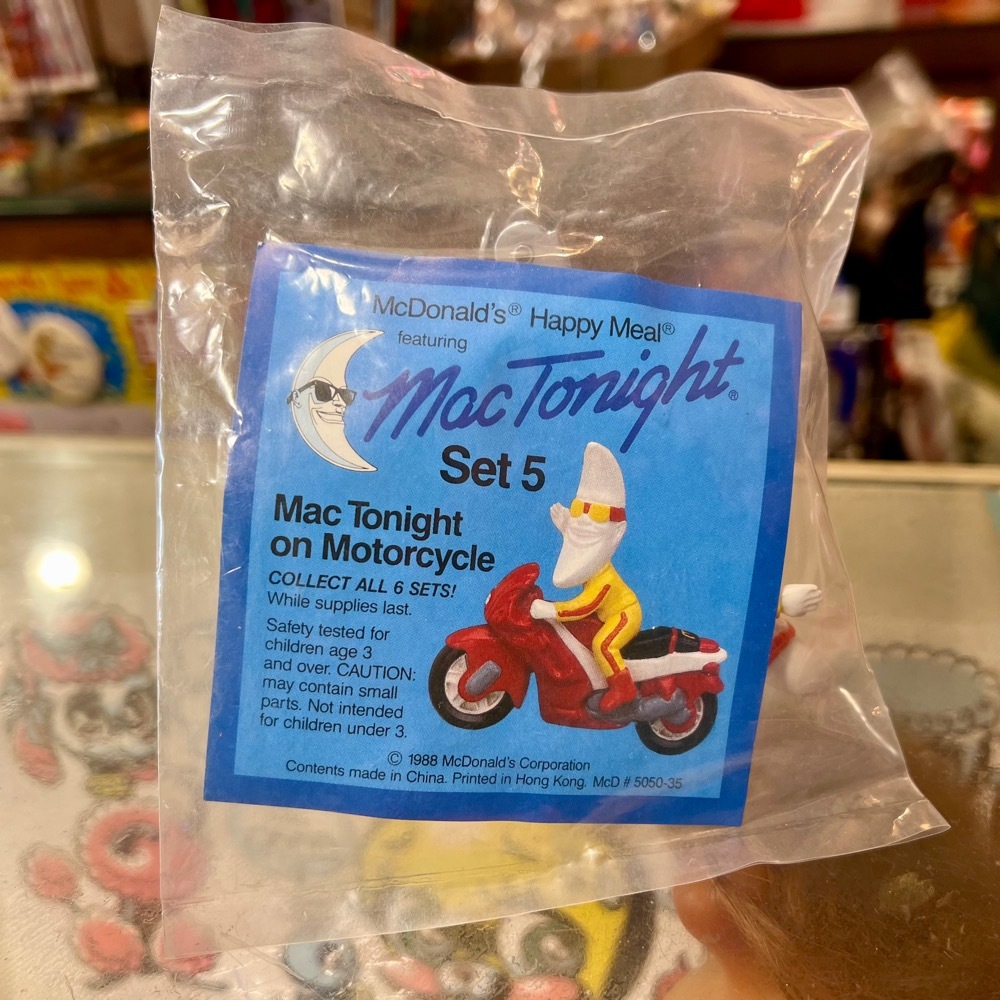 McDonald's® Happy Meal®
featuring
Mac Tonight®
Set 5
Mac Tonight
on Motorcycle
COLLECT ALL 6 SETS!
While supplies last.
Safety tested for
children age 3
and over. CAUTION:
may contain small
parts. Not intended
for children under 3.
© 1988 McDonald's Corporation
Contents made in China. Printed in Hong Kong. McD # 5050-35